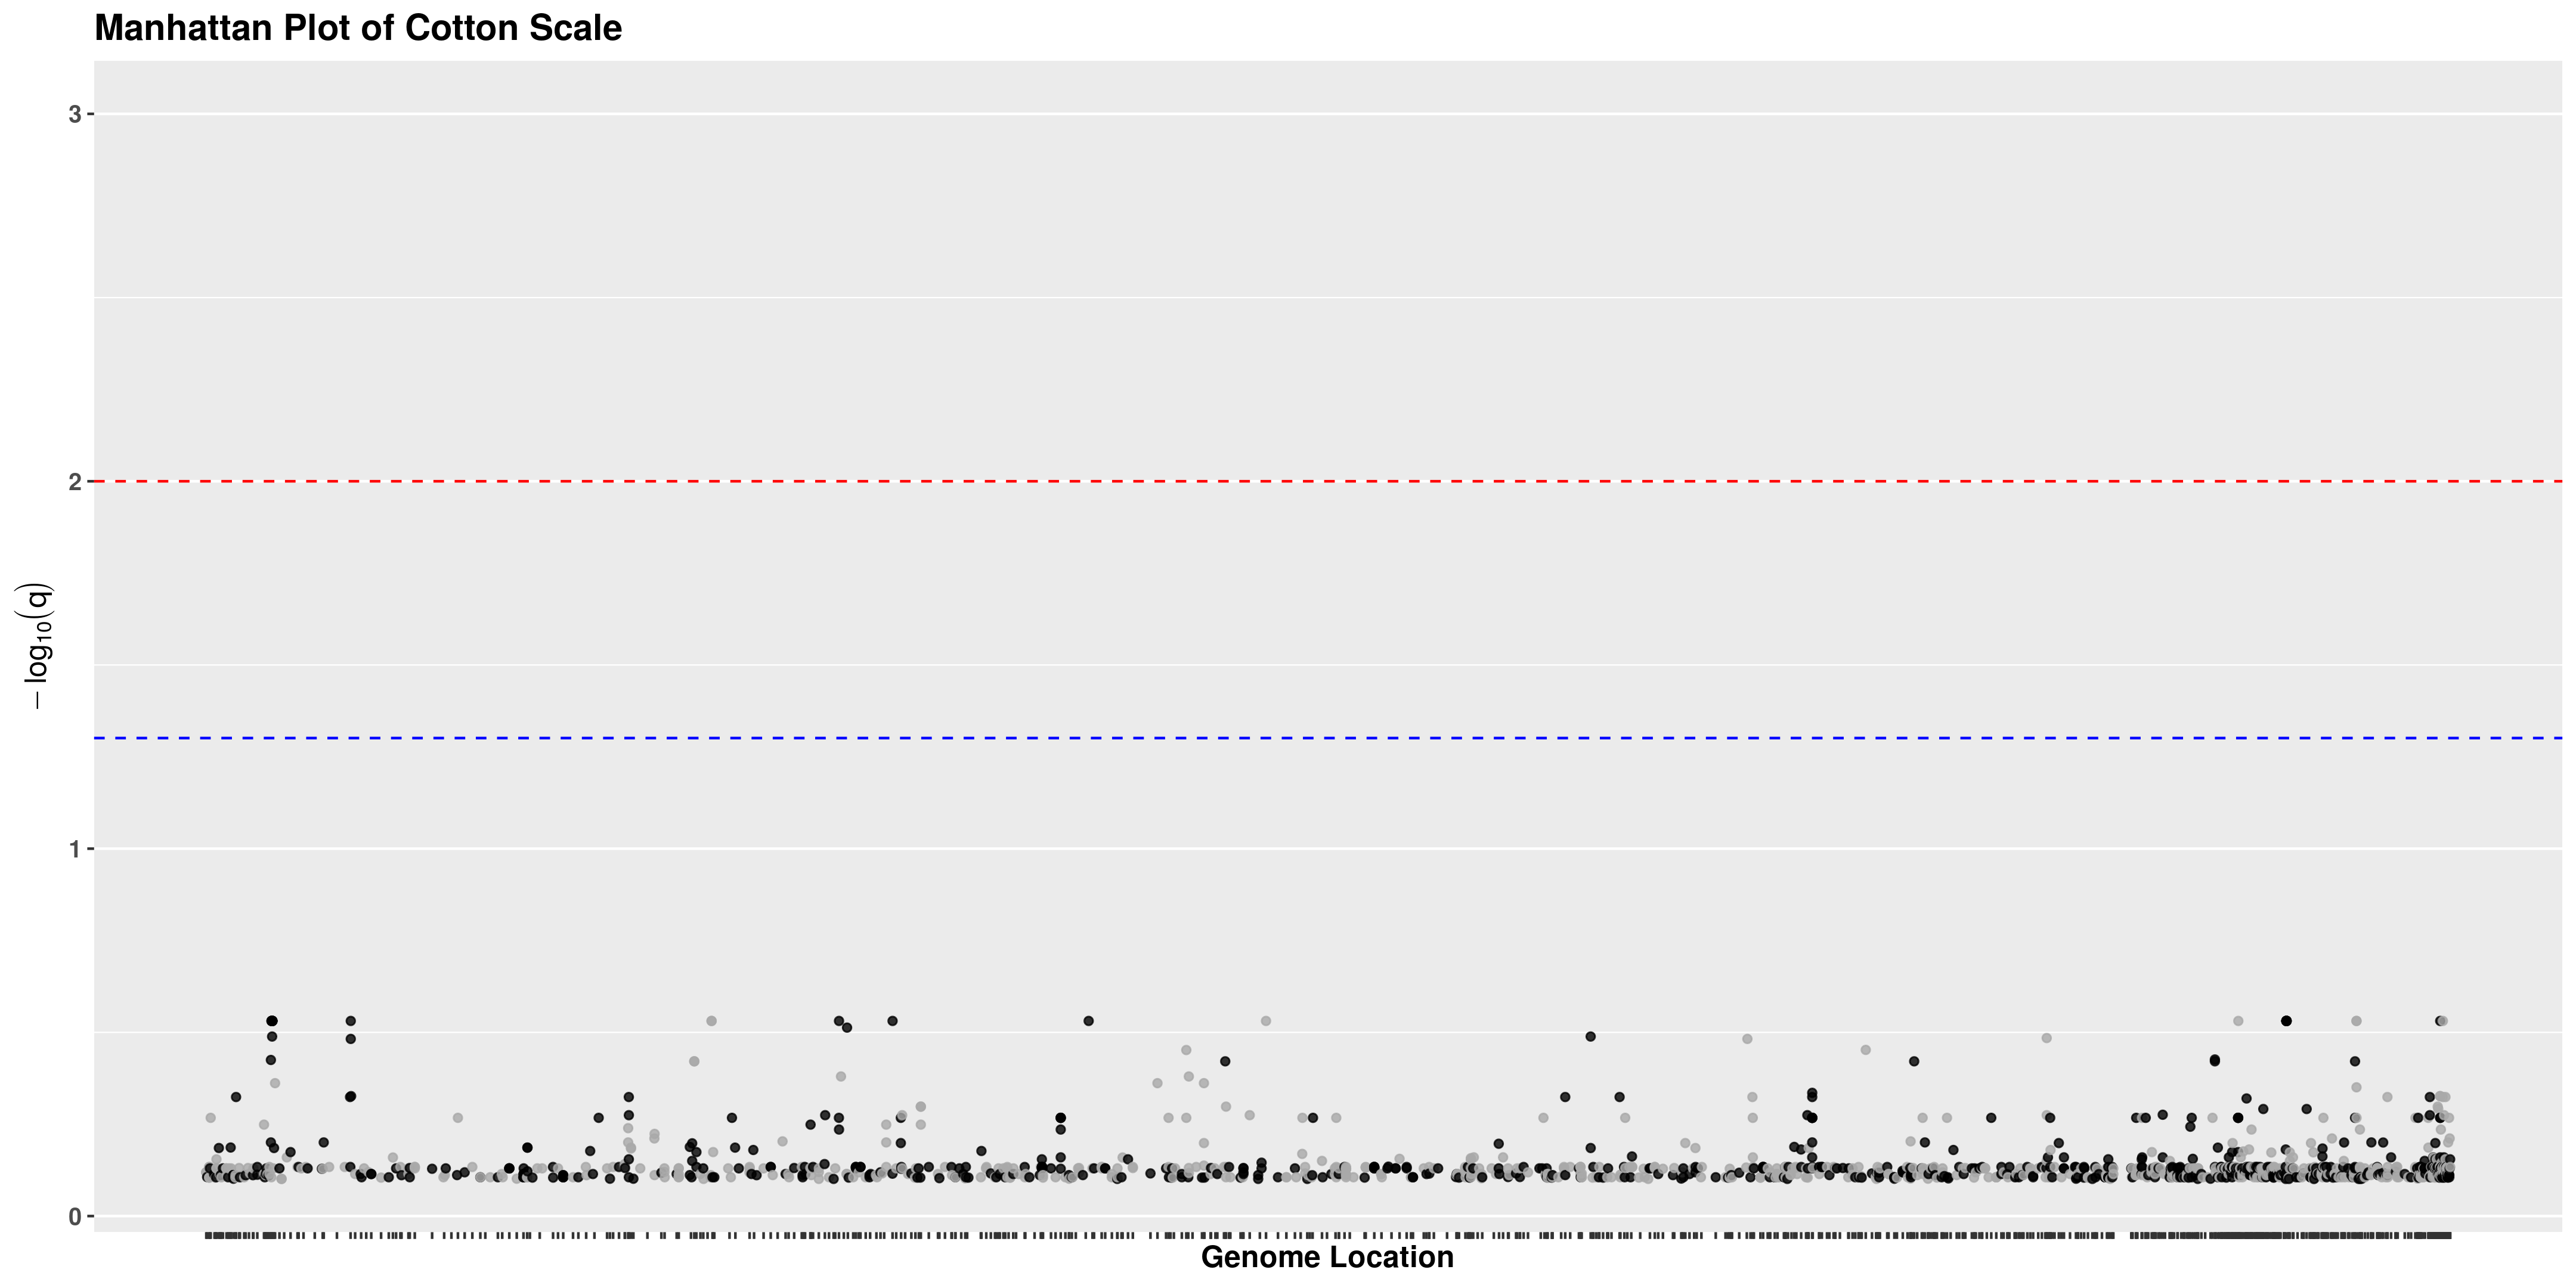 Manhattan Plot of Cotton Scale
3
2
1
0
− log10(q)
Genome Location